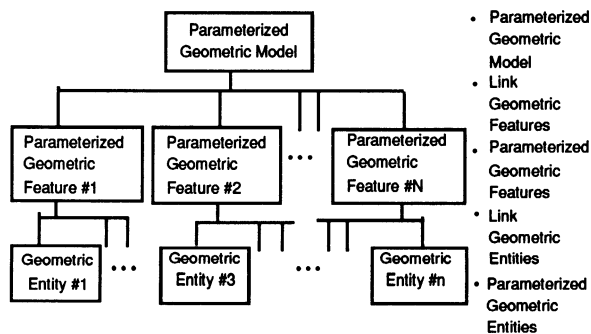 Parameterized
Geometric Model
Parameterized
Geometric
Feature #1
Parameterized
Geometric
Feature #2
...
Parameterized
Geometric
Feature #N
Geometric
Entity #1
...
Geometric
Entity #3
...
Geometric
Entity #n
• Parameterized
Geometric
Model
• Link
Geometric
Features
• Parameterized
Geometric
Features
• Link
Geometric
Entities
• Parameterized
Geometric
Entities